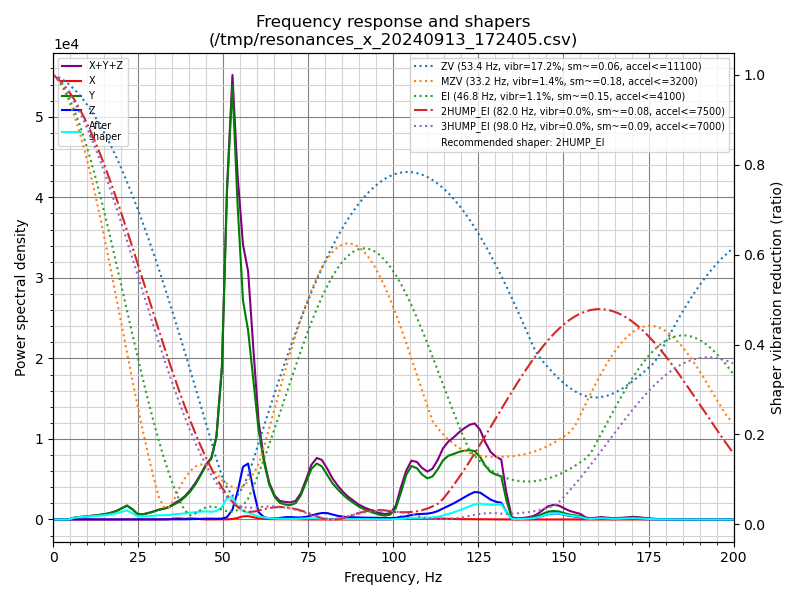 Frequency response and shapers
(/tmp/resonances_x_20240913_172405.csv)
1e4
X+Y+Z
X
Y
Z
After
shaper
ZV (53.4 Hz, vibr=17.2%, sm~=0.06, accel<=11100)
MZV (33.2 Hz, vibr=1.4%, sm~=0.18, accel<=3200)
EI (46.8 Hz, vibr=1.1%, sm~=0.15, accel<=4100)
2HUMP_EI (82.0 Hz, vibr=0.0%, sm~=0.08, accel<=7500)
3HUMP_EI (98.0 Hz, vibr=0.0%, sm~=0.09, accel<=7000)
Recommended shaper: 2HUMP_EI
Power spectral density
5
4
3
2
1
0
1.0
0.8
0.6
0.4
0.2
0.0
Shaper vibration reduction (ratio)
0 25 50 75 100 125 150 175 200
Frequency, Hz